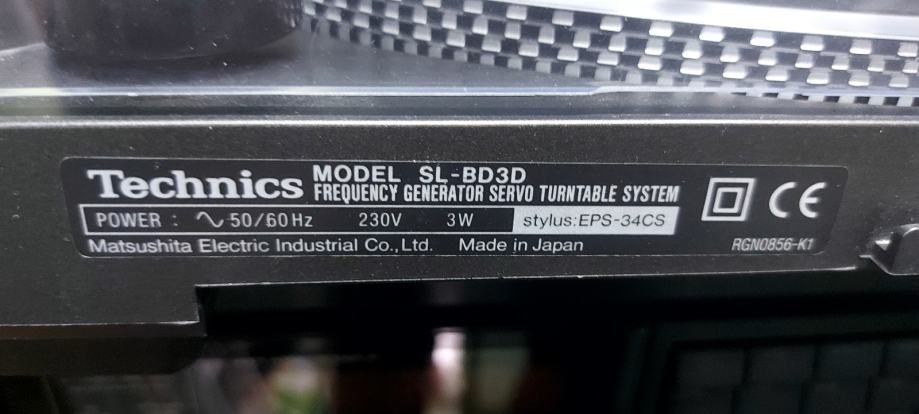 Technics MODEL SL-BD3D
FREQUENCY GENERATOR SERVO TURNTABLE SYSTEM
POWER : ∿ 50/60Hz 230V 3W stylus:EPS-34CS
Matsushita Electric Industrial Co., Ltd. Made in Japan
CE
RGN0856-K1